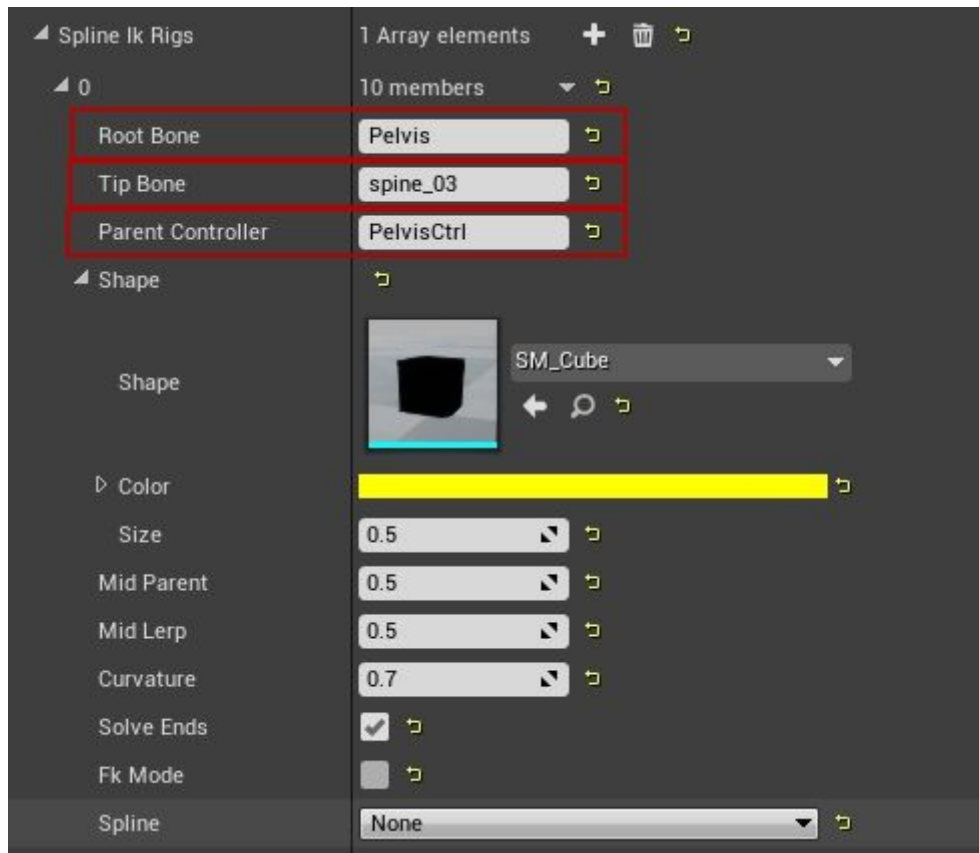 Spline Ik Rigs 1 Array elements
0 10 members
Root Bone Pelvis
Tip Bone spine_03
Parent Controller PelvisCtrl
Shape
Shape SM_Cube
Color
Size 0.5
Mid Parent 0.5
Mid Lerp 0.5
Curvature 0.7
Solve Ends
Fk Mode
Spline None